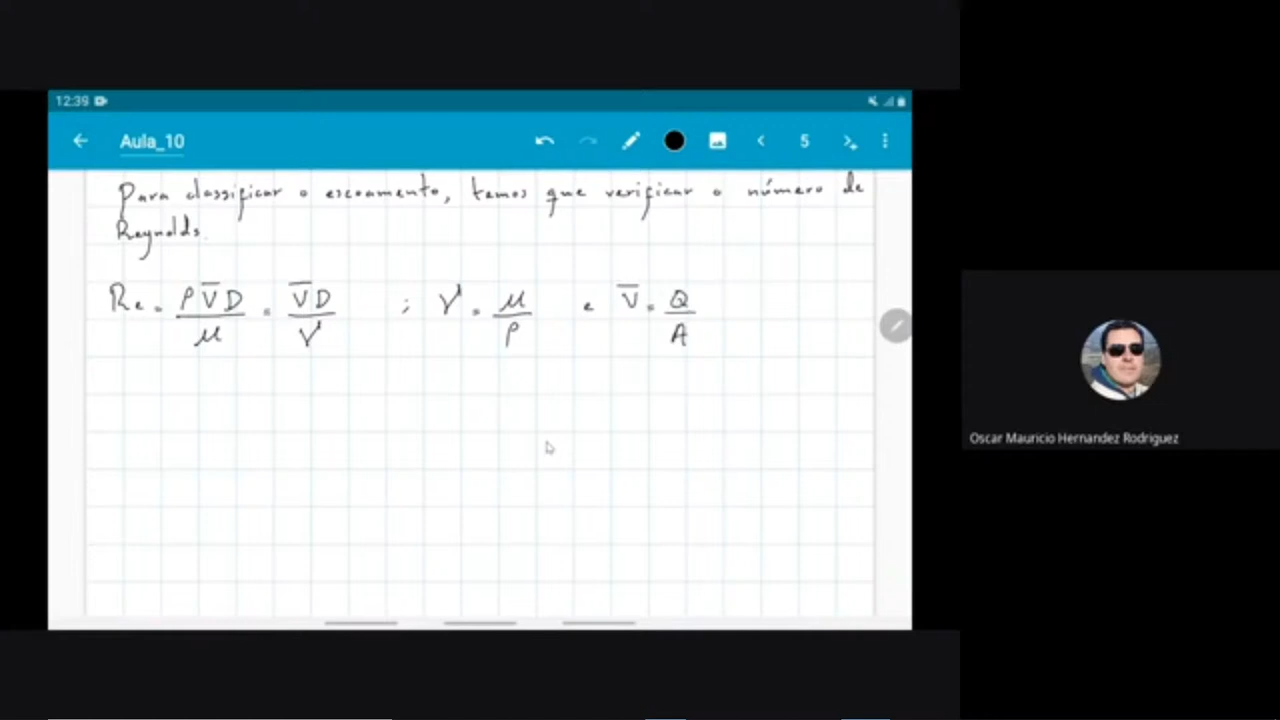 12:39
Aula_10
5
Para classificar o escoamento, temos que verificar o número de
Reynolds.
Re = ρV̅D/μ = V̅D/ν ; ν = μ/ρ e V̅ = Q/A
Oscar Mauricio Hernandez Rodriguez